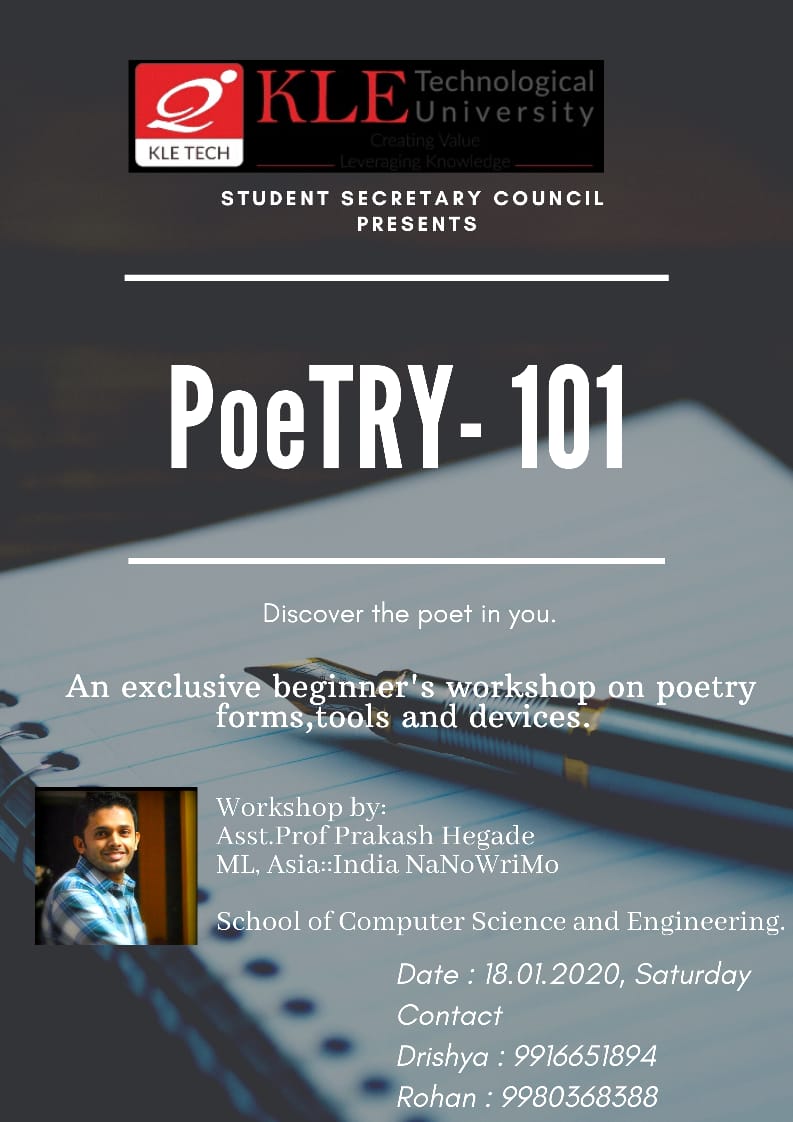 KLE TECH
KLE Technological
University
Creating Value
Leveraging Knowledge
STUDENT SECRETARY COUNCIL
PRESENTS
PoeTRY- 101
Discover the poet in you.
An exclusive beginner's workshop on poetry
forms,tools and devices.
Workshop by:
Asst.Prof Prakash Hegade
ML, Asia::India NaNoWriMo
School of Computer Science and Engineering.
Date : 18.01.2020, Saturday
Contact
Drishya : 9916651894
Rohan : 9980368388